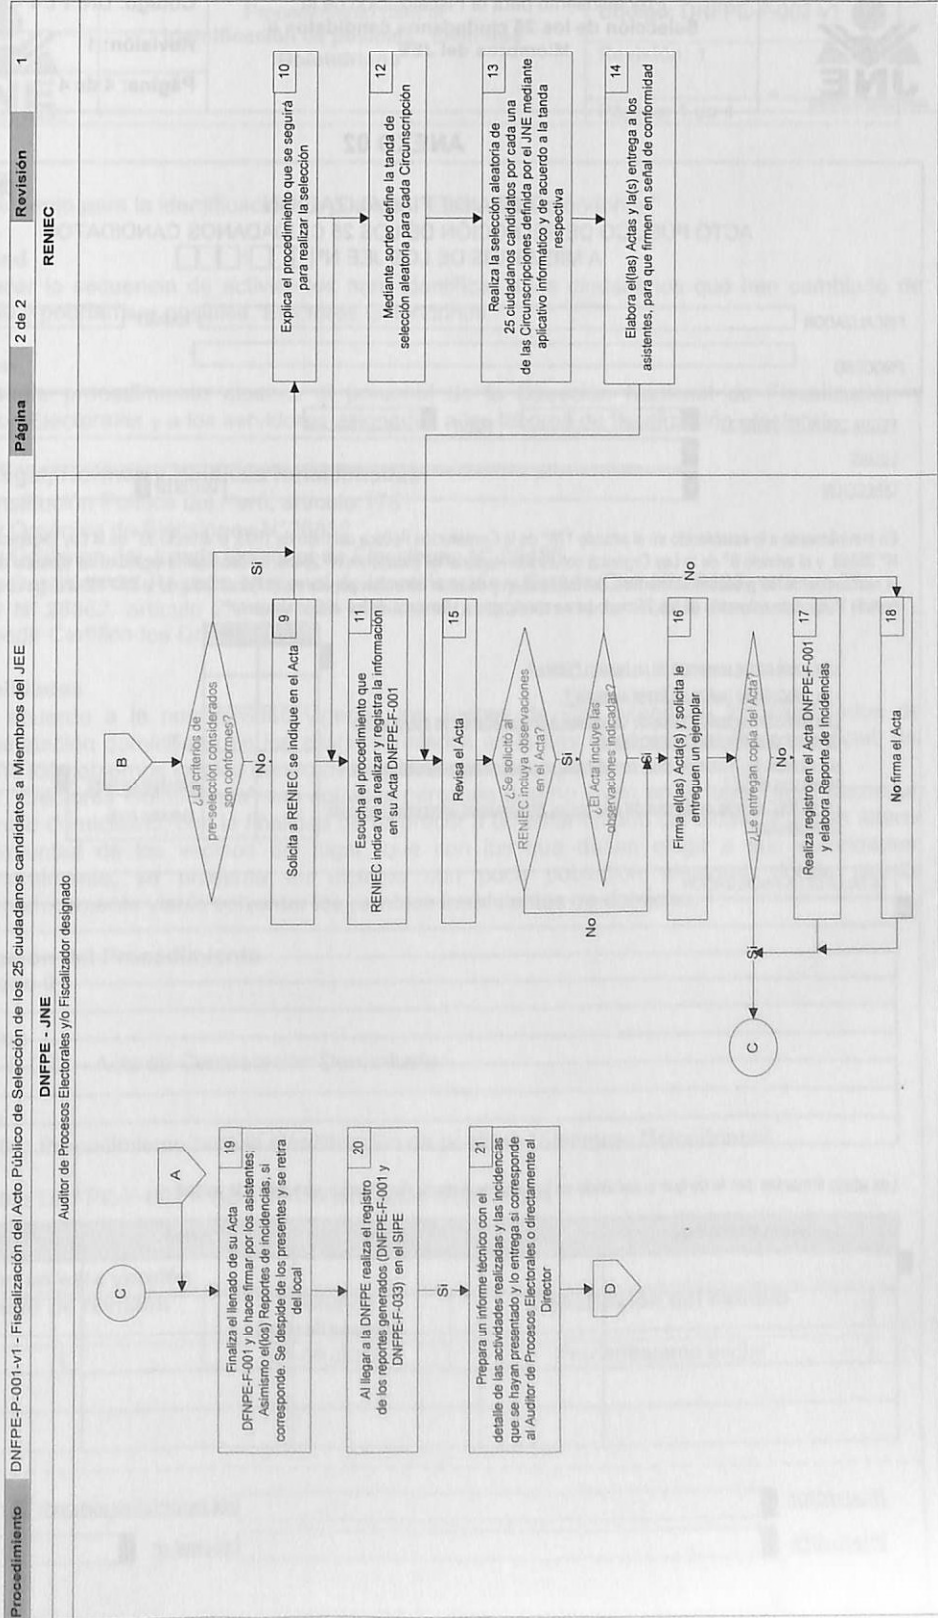 Procedimiento DNFPE-P-001-v1 - Fiscalización del Acto Público de Selección de los 25 ciudadanos candidatos a Miembros del JEE Página 2 de 2 Revisión 1
DNFPE - JNE
RENIEC
Auditor de Procesos Electorales y/o Fiscalizador designado
C
A
19
Finaliza el llenado de su Acta
DFNPE-F-001 y lo hace firmar por los asistentes;
Asimismo el(los) Reportes de incidencias, si
corresponde. Se despide de los presentes y se retira
del local
20
Al llegar a la DNFPE realiza el registro
de los reportes generados (DNFPE-F-001 y
DNFPE-F-033) en el SIPE
Si
21
Prepara un informe técnico con el
detalle de las actividades realizadas y las incidencias
que se hayan presentado y lo entrega si corresponde
al Auditor de Procesos Electorales o directamente al
Director
D
B
¿La criterios de
pre-selección considerados
son conformes?
Si
No
9
Solicita a RENIEC se indique en el Acta
11
Escucha el procedimiento que
RENIEC indica va a realizar y registra la información
en su Acta DNFPE-F-001
15
Revisa el Acta
¿Se solicitó al
RENIEC incluya observaciones
en el Acta?
Si
No
¿El Acta incluye las
observaciones indicadas?
No
Si
16
Firma el(las) Acta(s) y solicita le
entreguen un ejemplar
¿Le entregan copia del Acta?
Si
No
17
Realiza registro en el Acta DNFPE-F-001
y elabora Reporte de Incidencias
18
No firma el Acta
C
10
Explica el procedimiento que se seguirá
para realizar la selección
12
Mediante sorteo define la tanda de
selección aleatoria para cada Circunscripción
13
Realiza la selección aleatoria de
25 ciudadanos candidatos por cada una
de las Circunscripciones definida por el JNE mediante
aplicativo informático y de acuerdo a la tanda
respectiva
14
Elabora el(las) Actas y la(s) entrega a los
asistentes, para que firmen en señal de conformidad